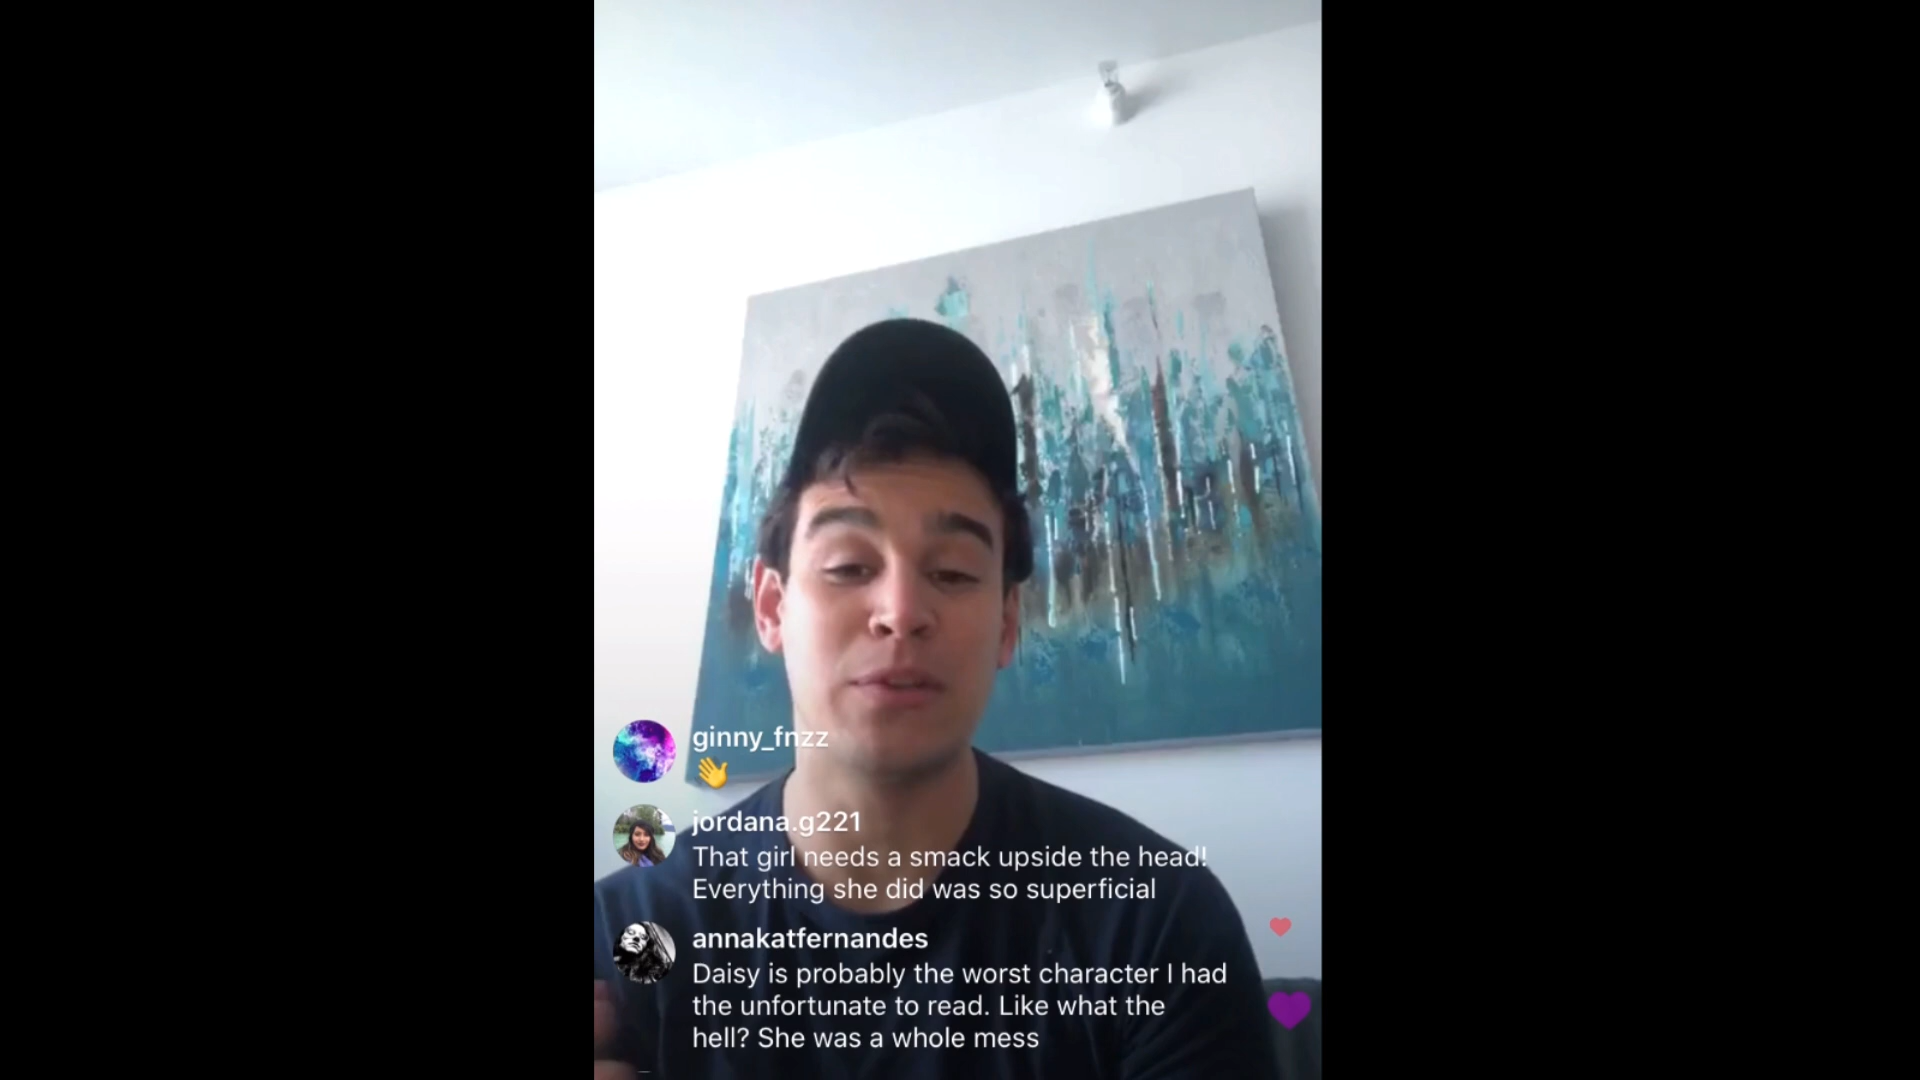 ginny_fnzz
👋
jordana.g221
That girl needs a smack upside the head!
Everything she did was so superficial
annakatfernandes
Daisy is probably the worst character I had
the unfortunate to read. Like what the
hell? She was a whole mess